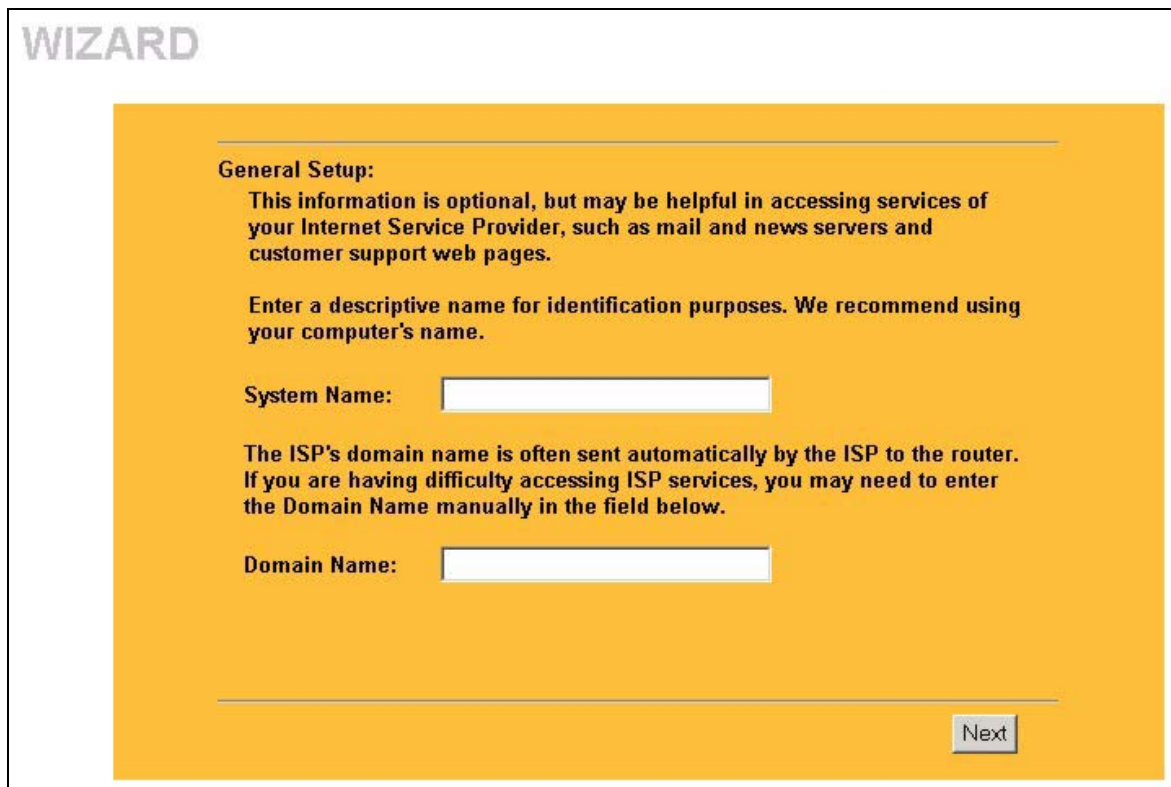 WIZARD
General Setup:
This information is optional, but may be helpful in accessing services of
your Internet Service Provider, such as mail and news servers and
customer support web pages.
Enter a descriptive name for identification purposes. We recommend using
your computer's name.
System Name:
The ISP's domain name is often sent automatically by the ISP to the router.
If you are having difficulty accessing ISP services, you may need to enter
the Domain Name manually in the field below.
Domain Name:
Next